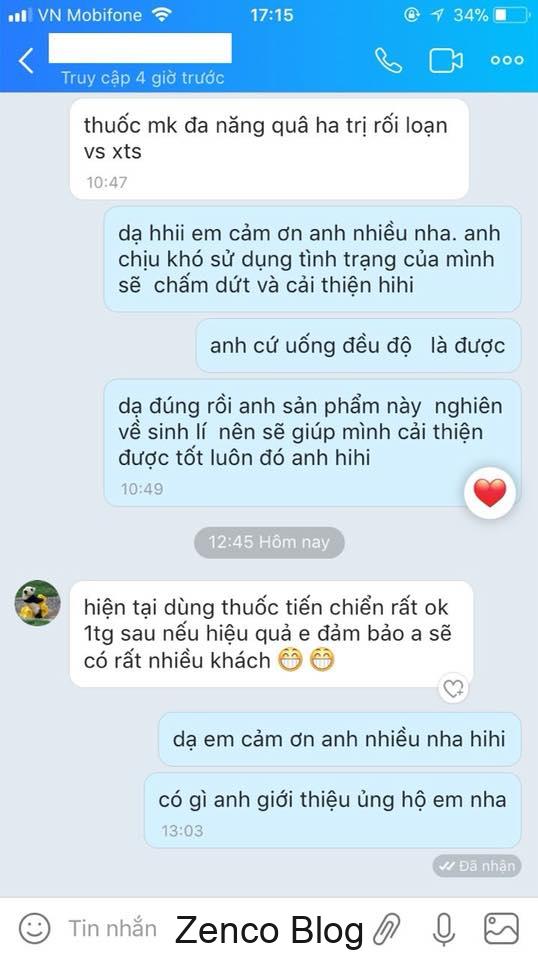 VN Mobifone 17:15 34%
Truy cập 4 giờ trước
thuốc mk đa năng quâ ha trị rối loạn
vs xts
10:47
dạ hhii em cảm ơn anh nhiều nha. anh
chịu khó sử dụng tình trạng của mình
sẽ chấm dứt và cải thiện hihi
anh cứ uống đều độ là được
dạ đúng rồi anh sản phẩm này nghiên
về sinh lí nên sẽ giúp mình cải thiện
được tốt luôn đó anh hihi
10:49
12:45 Hôm nay
hiện tại dùng thuốc tiến chiển rất ok
1tg sau nếu hiệu quả e đảm bảo a sẽ
có rất nhiều khách 😁 😁
dạ em cảm ơn anh nhiều nha hihi
có gì anh giới thiệu ủng hộ em nha
13:03
Đã nhận
Tin nhắn Zenco Blog